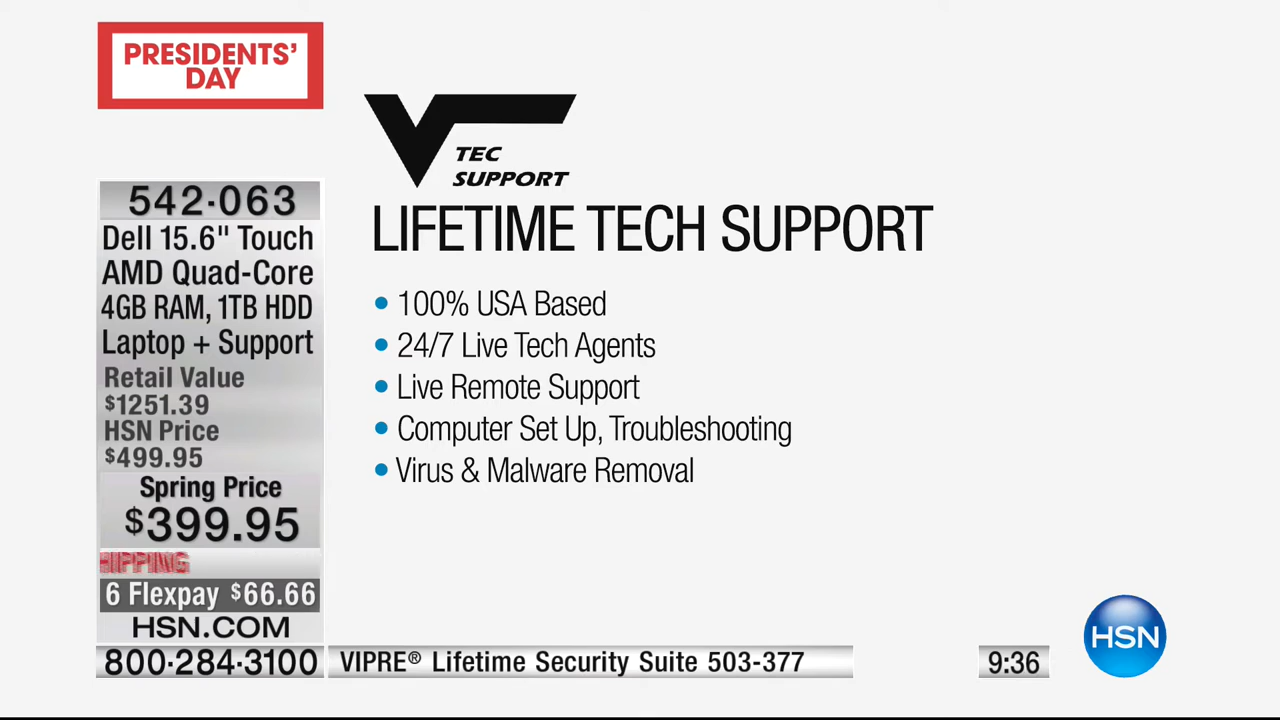 PRESIDENTS'
DAY
TEC
SUPPORT
LIFETIME TECH SUPPORT
• 100% USA Based
• 24/7 Live Tech Agents
• Live Remote Support
• Computer Set Up, Troubleshooting
• Virus & Malware Removal
542•063
Dell 15.6" Touch
AMD Quad-Core
4GB RAM, 1TB HDD
Laptop + Support
Retail Value
$1251.39
HSN Price
$499.95
Spring Price
$399.95
HIPPING
6 Flexpay $66.66
HSN.COM
800•284•3100
VIPRE® Lifetime Security Suite 503-377
9:36
HSN